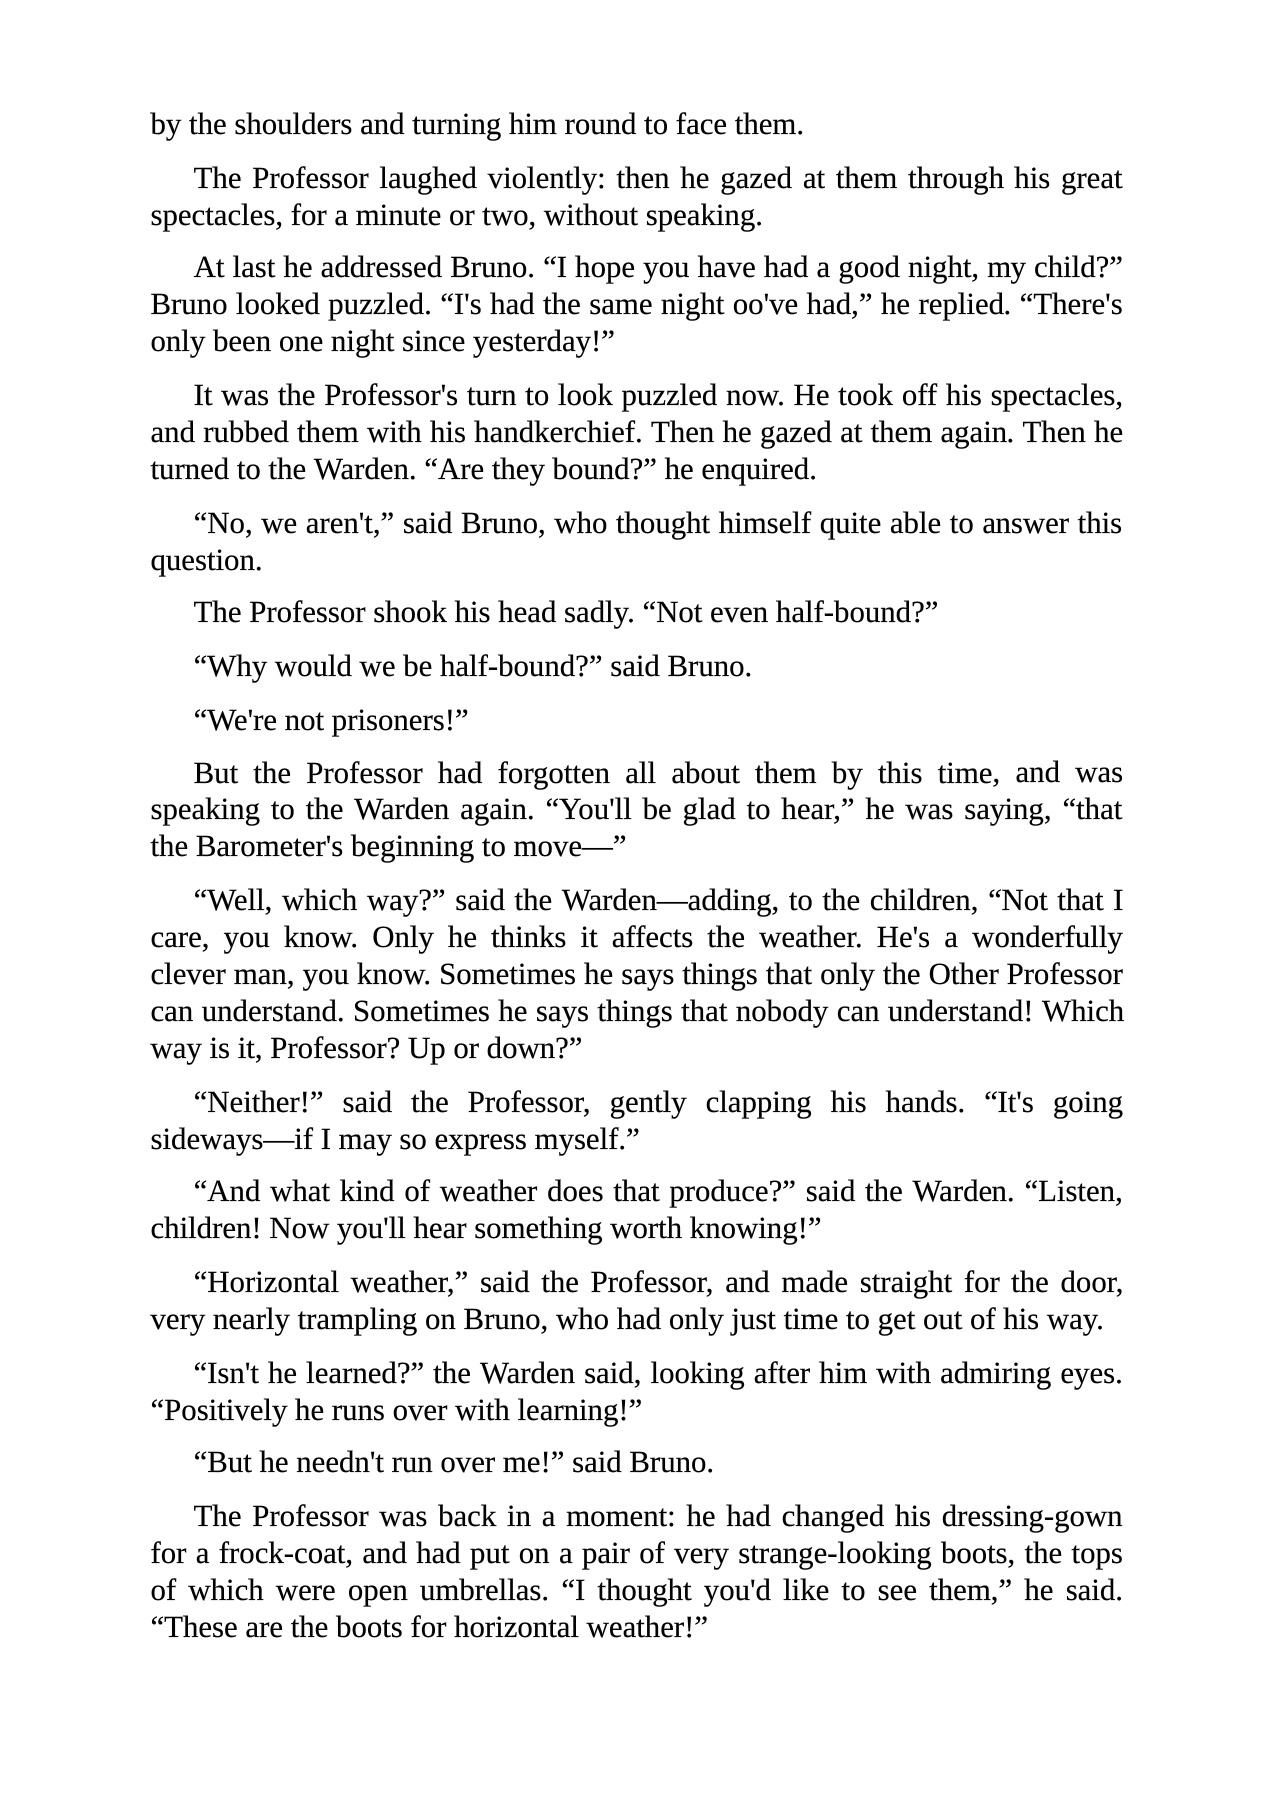 by the shoulders and turning him round to face them.
The Professor laughed violently: then he gazed at them through his great
spectacles, for a minute or two, without speaking.
At last he addressed Bruno. “I hope you have had a good night, my child?”
Bruno looked puzzled. “I's had the same night oo've had,” he replied. “There's
only been one night since yesterday!”
It was the Professor's turn to look puzzled now. He took off his spectacles,
and rubbed them with his handkerchief. Then he gazed at them again. Then he
turned to the Warden. “Are they bound?” he enquired.
“No, we aren't,” said Bruno, who thought himself quite able to answer this
question.
The Professor shook his head sadly. “Not even half-bound?”
“Why would we be half-bound?” said Bruno.
“We're not prisoners!”
But the Professor had forgotten all about them by this time, and was
speaking to the Warden again. “You'll be glad to hear,” he was saying, “that
the Barometer's beginning to move—”
“Well, which way?” said the Warden—adding, to the children, “Not that I
care, you know. Only he thinks it affects the weather. He's a wonderfully
clever man, you know. Sometimes he says things that only the Other Professor
can understand. Sometimes he says things that nobody can understand! Which
way is it, Professor? Up or down?”
“Neither!” said the Professor, gently clapping his hands. “It's going
sideways—if I may so express myself.”
“And what kind of weather does that produce?” said the Warden. “Listen,
children! Now you'll hear something worth knowing!”
“Horizontal weather,” said the Professor, and made straight for the door,
very nearly trampling on Bruno, who had only just time to get out of his way.
“Isn't he learned?” the Warden said, looking after him with admiring eyes.
“Positively he runs over with learning!”
“But he needn't run over me!” said Bruno.
The Professor was back in a moment: he had changed his dressing-gown
for a frock-coat, and had put on a pair of very strange-looking boots, the tops
of which were open umbrellas. “I thought you'd like to see them,” he said.
“These are the boots for horizontal weather!”